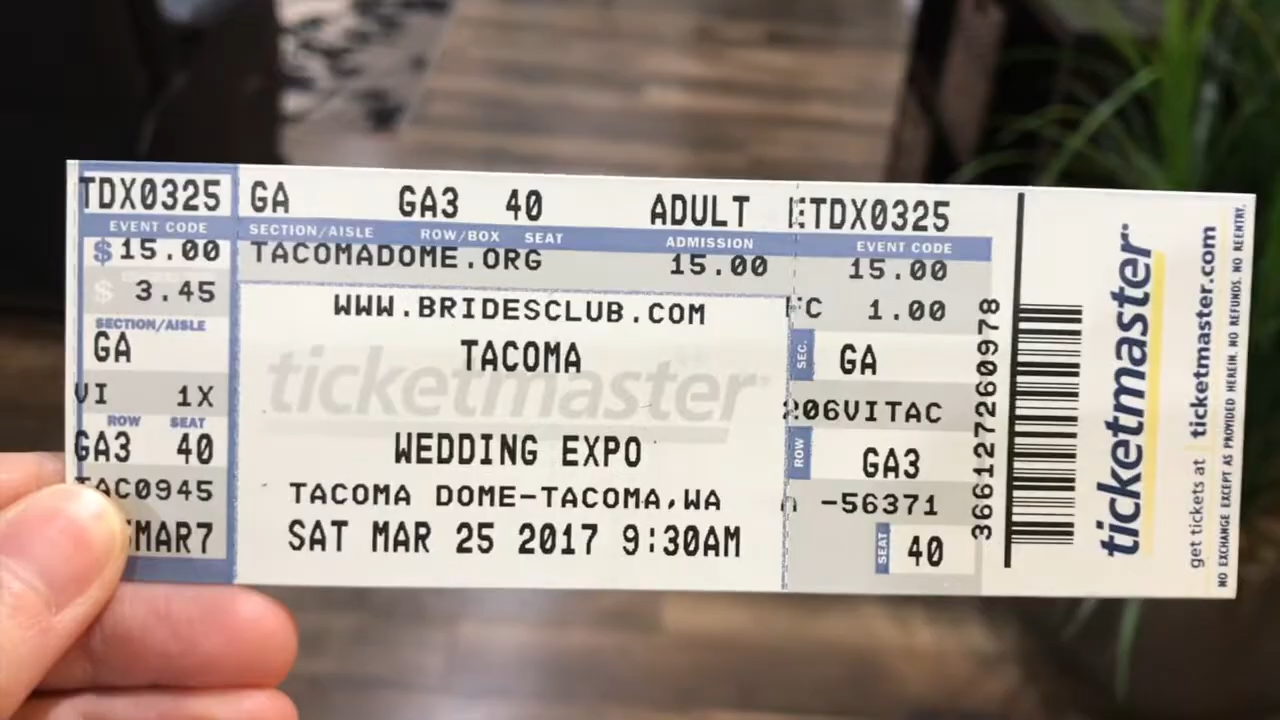 TDX0325
EVENT CODE
$ 15.00
$ 3.45
SECTION/AISLE
GA
VI 1X
ROW SEAT
GA3 40
TAC0945
MAR7
GA GA3 40 ADULT
SECTION/AISLE ROW/BOX SEAT ADMISSION
TACOMADOME.ORG 15.00
WWW.BRIDESCLUB.COM
TACOMA
ticketmaster
WEDDING EXPO
TACOMA DOME-TACOMA,WA
SAT MAR 25 2017 9:30AM
ETDX0325
EVENT CODE
15.00
FC 1.00
SEC. GA
206VITAC
ROW GA3
A -56371
SEAT 40
366127260978
ticketmaster®
get tickets at ticketmaster.com
NO EXCHANGE EXCEPT AS PROVIDED HEREIN. NO REFUNDS. NO REENTRY.